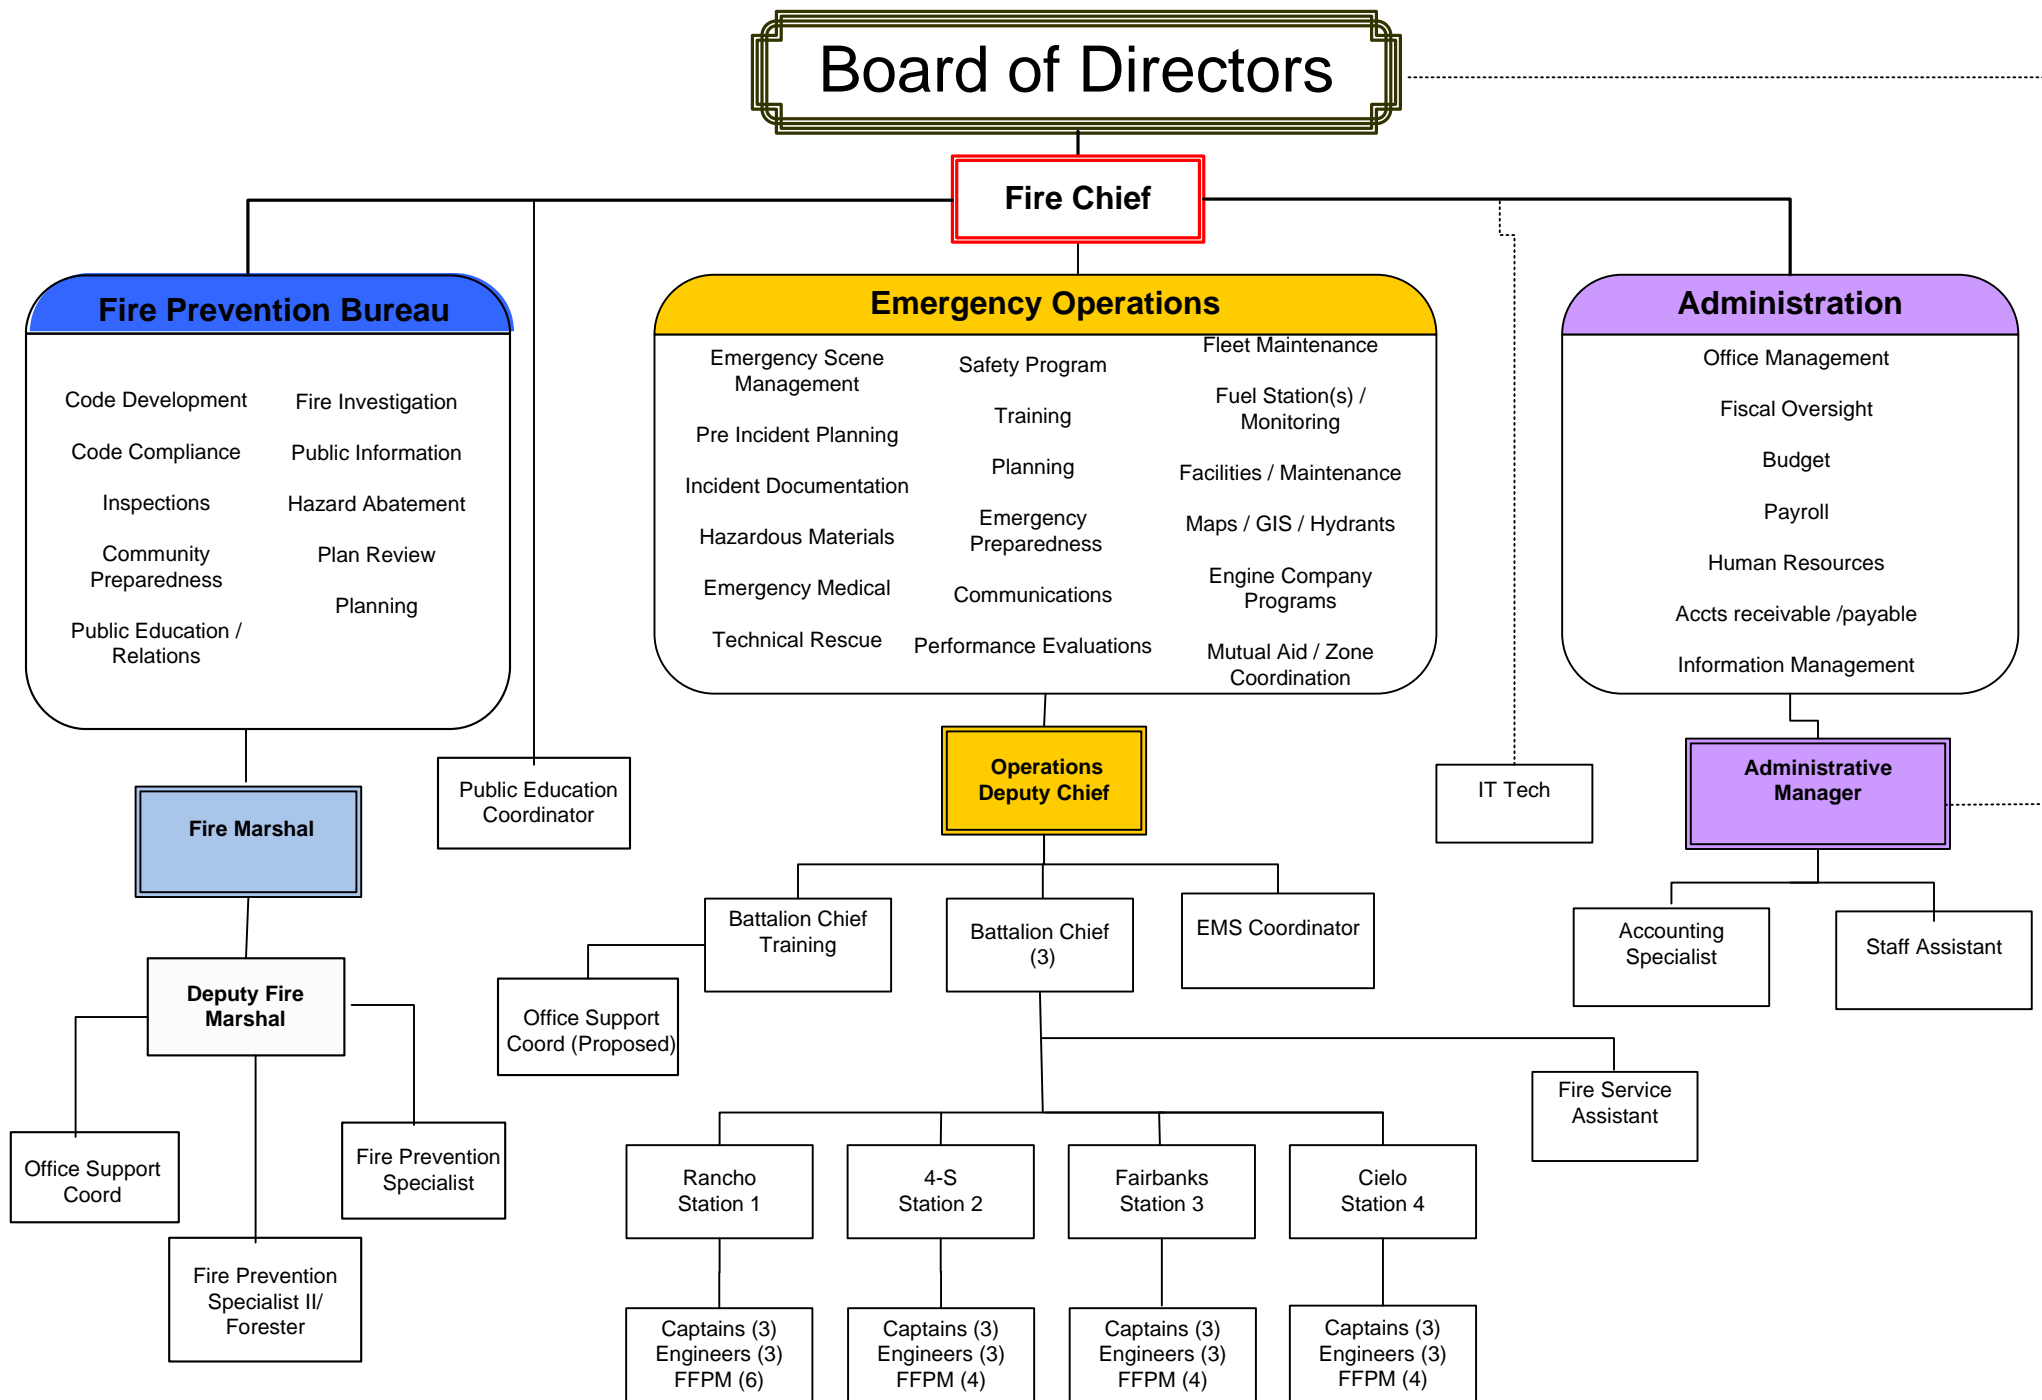 Board of Directors
Fire Chief
Fire Prevention Bureau
Code Development
Code Compliance
Inspections
Community
Preparedness
Public Education /
Relations
Fire Investigation
Public Information
Hazard Abatement
Plan Review
Planning
Emergency Operations
Emergency Scene
Management
Pre Incident Planning
Incident Documentation
Hazardous Materials
Emergency Medical
Technical Rescue
Safety Program
Training
Planning
Emergency
Preparedness
Communications
Performance Evaluations
Fleet Maintenance
Fuel Station(s) /
Monitoring
Facilities / Maintenance
Maps / GIS / Hydrants
Engine Company
Programs
Mutual Aid / Zone
Coordination
Administration
Office Management
Fiscal Oversight
Budget
Payroll
Human Resources
Accts receivable /payable
Information Management
Fire Marshal
Public Education
Coordinator
Operations
Deputy Chief
IT Tech
Administrative
Manager
Deputy Fire
Marshal
Battalion Chief
Training
Battalion Chief
(3)
EMS Coordinator
Accounting
Specialist
Staff Assistant
Office Support
Coord (Proposed)
Fire Service
Assistant
Office Support
Coord
Fire Prevention
Specialist
Fire Prevention
Specialist II/
Forester
Rancho
Station 1
4-S
Station 2
Fairbanks
Station 3
Cielo
Station 4
Captains (3)
Engineers (3)
FFPM (6)
Captains (3)
Engineers (3)
FFPM (4)
Captains (3)
Engineers (3)
FFPM (4)
Captains (3)
Engineers (3)
FFPM (4)